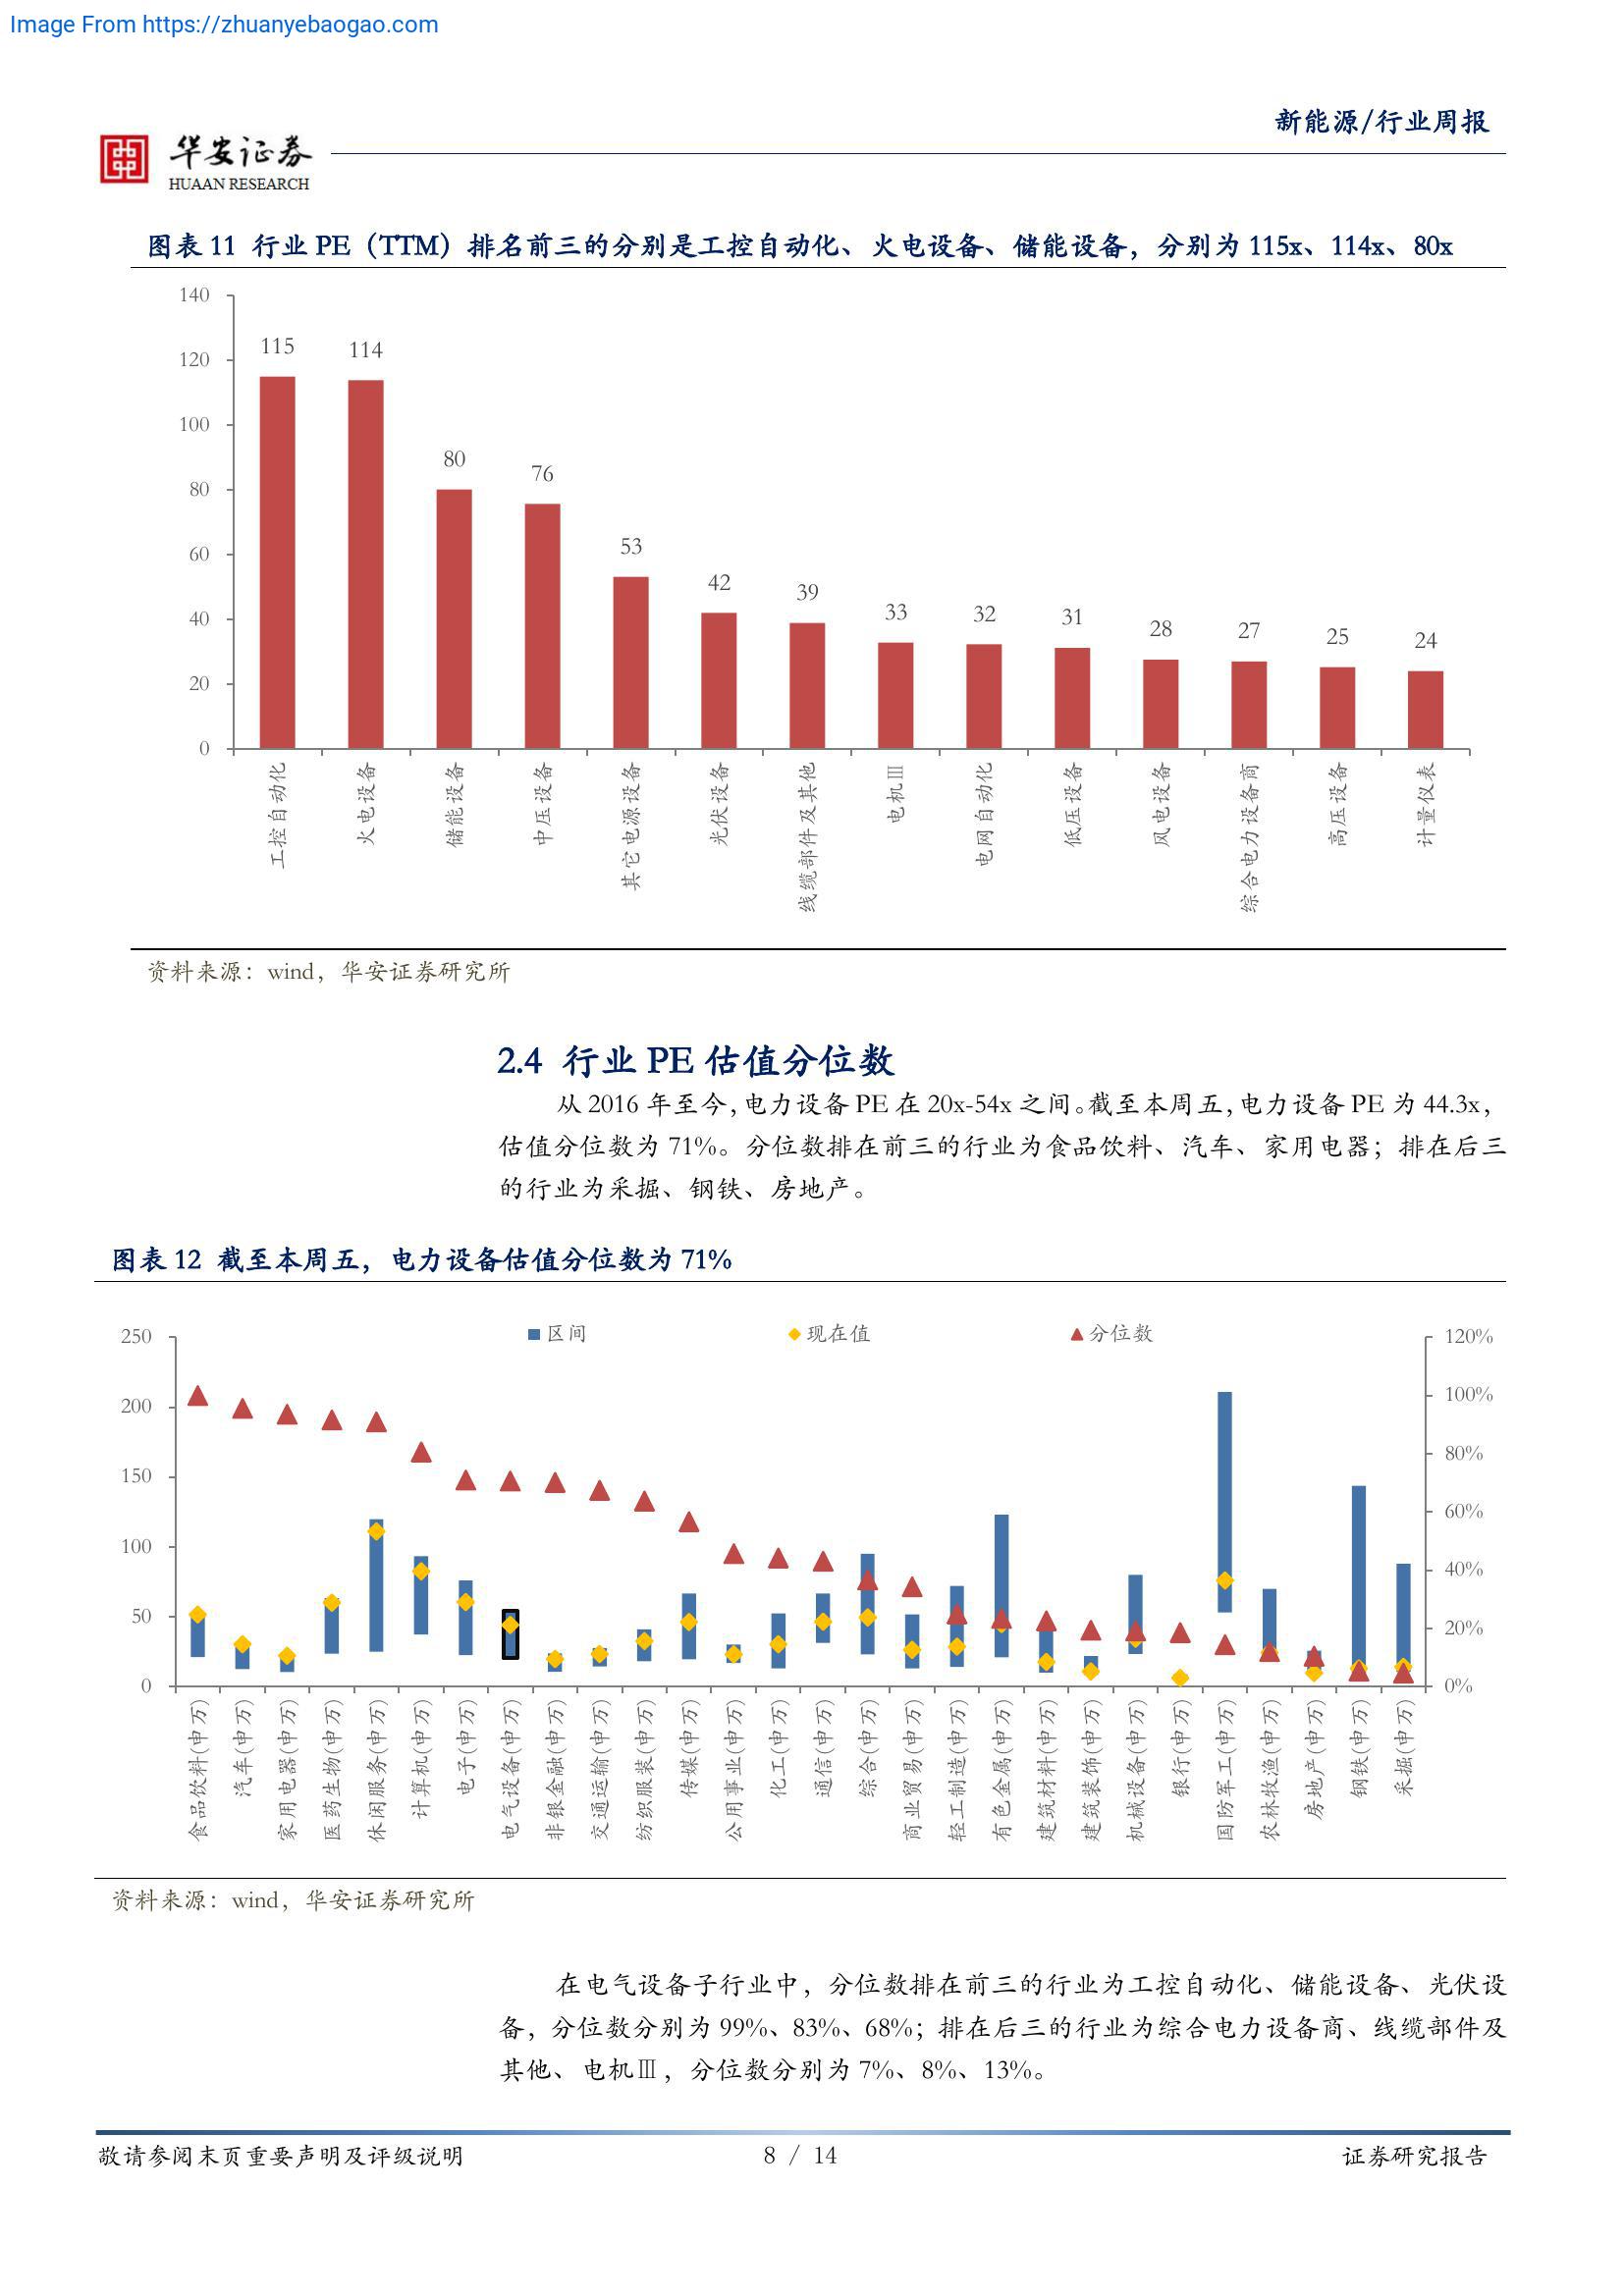 Image From https://zhuanyebaogao.com
新能源/行业周报
华安证券
HUAAN RESEARCH
图表 11 行业 PE（TTM）排名前三的分别是工控自动化、火电设备、储能设备，分别为 115x、114x、80x
140
120
100
80
60
40
20
0
115
114
80
76
53
42
39
33
32
31
28
27
25
24
工控自动化
火电设备
储能设备
中压设备
其它电源设备
光伏设备
线缆部件及其他
电机Ⅲ
电网自动化
低压设备
风电设备
综合电力设备商
高压设备
计量仪表
资料来源：wind，华安证券研究所
2.4 行业 PE 估值分位数
从 2016 年至今，电力设备 PE 在 20x-54x 之间。截至本周五，电力设备 PE 为 44.3x，
估值分位数为 71%。分位数排在前三的行业为食品饮料、汽车、家用电器；排在后三
的行业为采掘、钢铁、房地产。
图表 12 截至本周五，电力设备估值分位数为 71%
区间
现在值
分位数
250
200
150
100
50
0
120%
100%
80%
60%
40%
20%
0%
食品饮料(申万)
汽车(申万)
家用电器(申万)
医药生物(申万)
休闲服务(申万)
计算机(申万)
电子(申万)
电气设备(申万)
非银金融(申万)
交通运输(申万)
纺织服装(申万)
传媒(申万)
公用事业(申万)
化工(申万)
通信(申万)
综合(申万)
商业贸易(申万)
轻工制造(申万)
有色金属(申万)
建筑材料(申万)
建筑装饰(申万)
机械设备(申万)
银行(申万)
国防军工(申万)
农林牧渔(申万)
房地产(申万)
钢铁(申万)
采掘(申万)
资料来源：wind，华安证券研究所
在电气设备子行业中，分位数排在前三的行业为工控自动化、储能设备、光伏设
备，分位数分别为 99%、83%、68%；排在后三的行业为综合电力设备商、线缆部件及
其他、电机Ⅲ，分位数分别为 7%、8%、13%。
敬请参阅末页重要声明及评级说明
8 / 14
证券研究报告